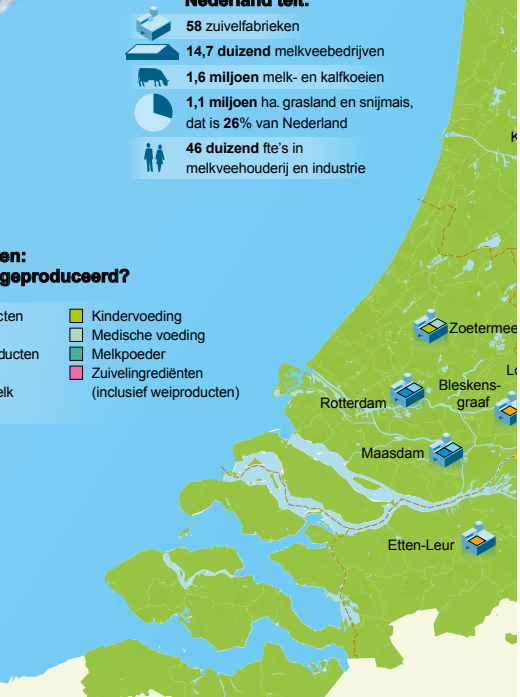 Nederland telt:
58 zuivelfabrieken
14,7 duizend melkveebedrijven
1,6 miljoen melk- en kalfkoeien
1,1 miljoen ha. grasland en snijmais,
dat is 26% van Nederland
46 duizend fte's in
melkveehouderij en industrie
en:
geproduceerd?
cten
ducten
elk
Kindervoeding
Medische voeding
Melkpoeder
Zuivelingrediënten
(inclusief weiproducten)
K
Zoetermee
Lo
Bleskens-
graaf
Rotterdam
Maasdam
Etten-Leur